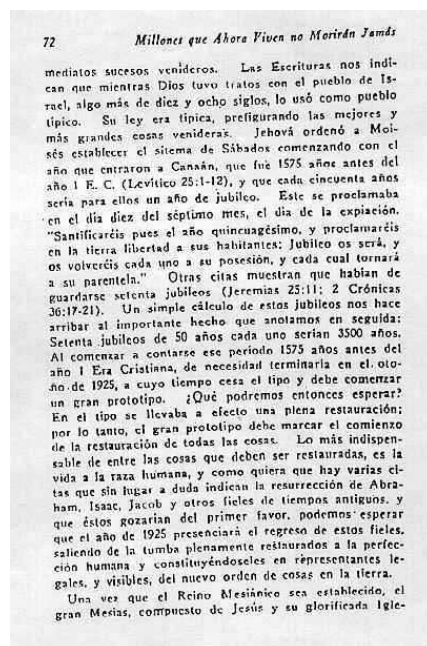 72 Millones que Ahora Viven no Morirán Jamás
mediatos sucesos venideros. Las Escrituras nos indi-
can que mientras Dios tuvo tratos con el pueblo de Is-
rael, algo más de diez y ocho siglos, lo usó como pueblo
típico. Su ley era típica, prefigurando las mejores y
más grandes cosas venideras. Jehová ordenó a Moi-
sés establecer el sitema de Sábados comenzando con el
año que entraron a Canaán, que fué 1575 años antes del
año 1 E. C. (Levítico 25:1-12), y que cada cincuenta años
sería para ellos un año de jubileo. Este se proclamaba
en el día diez del séptimo mes, el día de la expiación.
"Santificaréis pues el año quincuagésimo, y proclamaréis
en la tierra libertad a sus habitantes; Jubileo os será, y
os volveréis cada uno a su posesión, y cada cual tornará
a su parentela." Otras citas muestran que habían de
guardarse setenta jubileos (Jeremías 25:11; 2 Crónicas
36:17-21). Un simple cálculo de estos jubileos nos hace
arribar al importante hecho que anotamos en seguida:
Setenta jubileos de 50 años cada uno serían 3500 años.
Al comenzar a contarse ese período 1575 años antes del
año 1 Era Cristiana, de necesidad terminaría en el oto-
ño de 1925, a cuyo tiempo cesa el tipo y debe comenzar
un gran prototipo. ¿Qué podremos entonces esperar?
En el tipo se llevaba a efecto una plena restauración;
por lo tanto, el gran prototipo debe marcar el comienzo
de la restauración de todas las cosas. Lo más indispen-
sable de entre las cosas que deben ser restauradas, es la
vida a la raza humana, y como quiera que hay varias ci-
tas que sin lugar a duda indican la resurrección de Abra-
ham, Isaac, Jacob y otros fieles de tiempos antiguos, y
que éstos gozarían del primer favor, podemos esperar
que el año de 1925 presenciará el regreso de estos fieles,
saliendo de la tumba plenamente restaurados a la perfec-
ción humana y constituyéndoseles en representantes le-
gales, y visibles, del nuevo orden de cosas en la tierra.
Una vez que el Reino Mesiánico sea establecido, el
gran Mesías, compuesto de Jesús y su glorificada Igle-